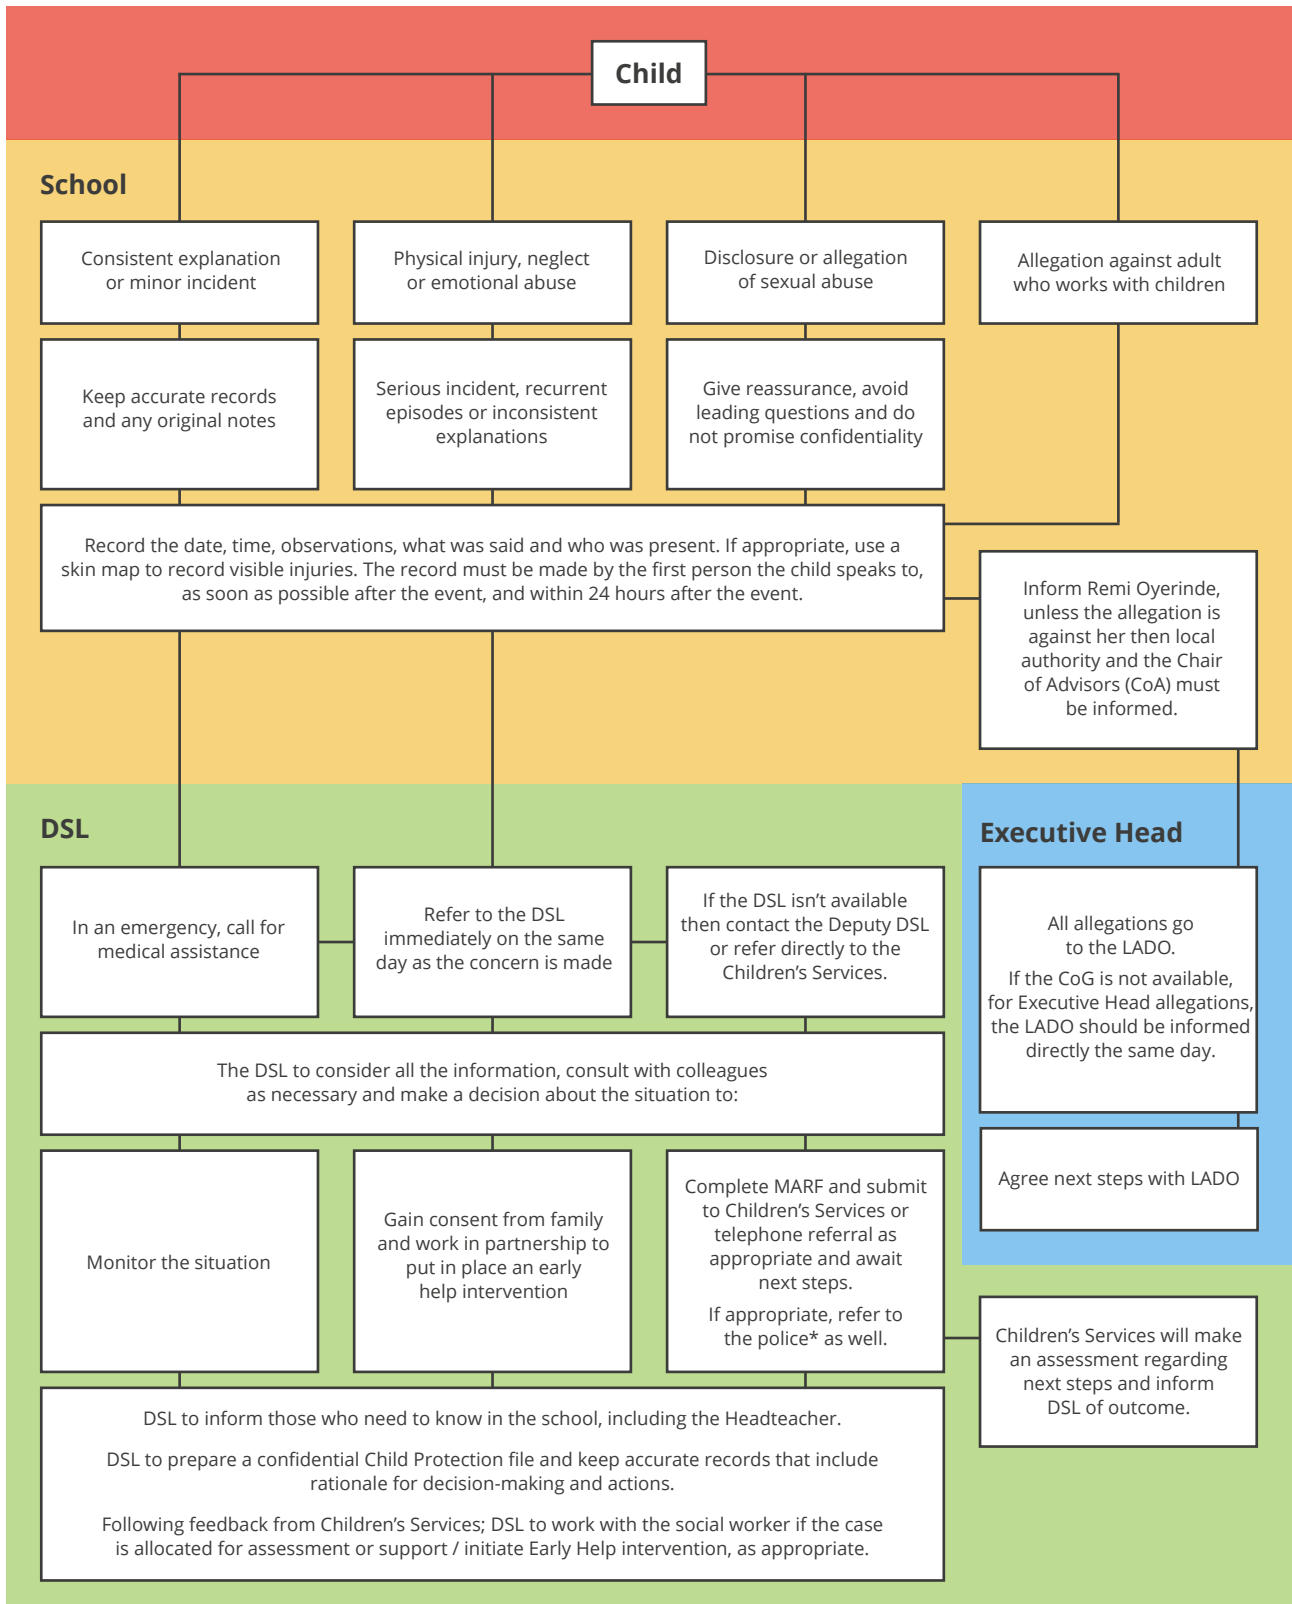 Child
School
Consistent explanation
or minor incident
Physical injury, neglect
or emotional abuse
Disclosure or allegation
of sexual abuse
Allegation against adult
who works with children
Keep accurate records
and any original notes
Serious incident, recurrent
episodes or inconsistent
explanations
Give reassurance, avoid
leading questions and do
not promise confidentiality
Record the date, time, observations, what was said and who was present. If appropriate, use a
skin map to record visible injuries. The record must be made by the first person the child speaks to,
as soon as possible after the event, and within 24 hours after the event.
Inform Remi Oyerinde,
unless the allegation is
against her then local
authority and the Chair
of Advisors (CoA) must
be informed.
DSL
In an emergency, call for
medical assistance
Refer to the DSL
immediately on the same
day as the concern is made
If the DSL isn’t available
then contact the Deputy DSL
or refer directly to the
Children’s Services.
Executive Head
All allegations go
to the LADO.
If the CoG is not available,
for Executive Head allegations,
the LADO should be informed
directly the same day.
The DSL to consider all the information, consult with colleagues
as necessary and make a decision about the situation to:
Agree next steps with LADO
Monitor the situation
Gain consent from family
and work in partnership to
put in place an early
help intervention
Complete MARF and submit
to Children’s Services or
telephone referral as
appropriate and await
next steps.
If appropriate, refer to
the police* as well.
Children’s Services will make
an assessment regarding
next steps and inform
DSL of outcome.
DSL to inform those who need to know in the school, including the Headteacher.
DSL to prepare a confidential Child Protection file and keep accurate records that include
rationale for decision-making and actions.
Following feedback from Children’s Services; DSL to work with the social worker if the case
is allocated for assessment or support / initiate Early Help intervention, as appropriate.